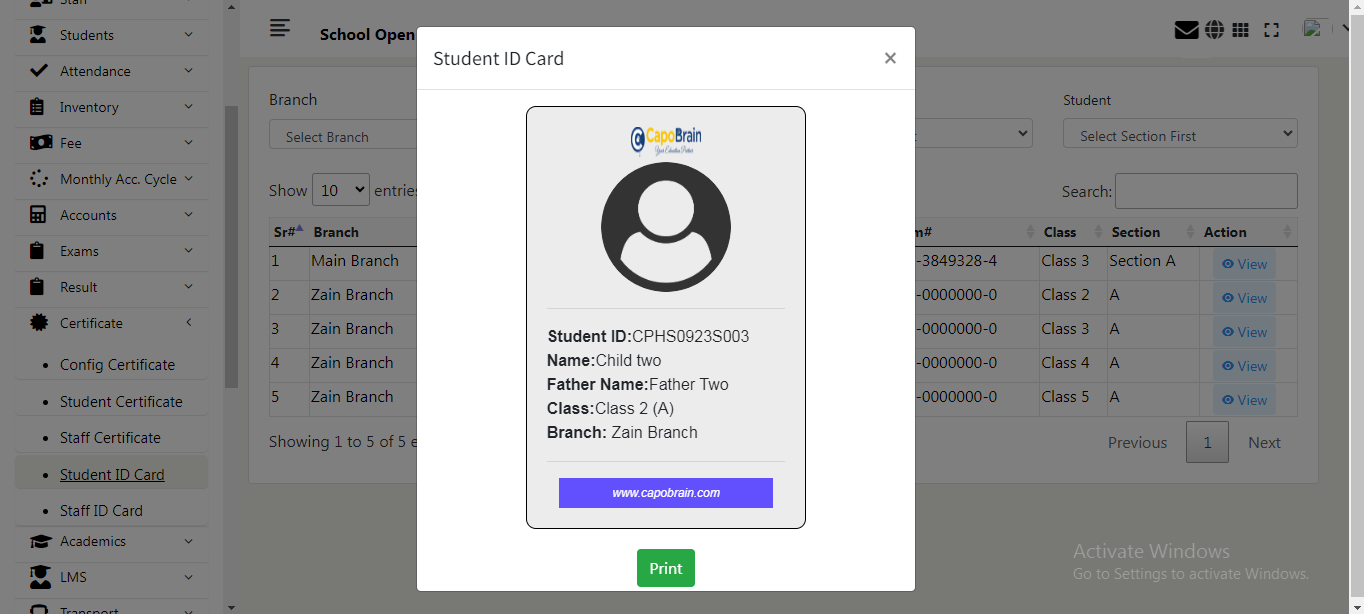 Staff
Students
Attendance
Inventory
Fee
Monthly Acc. Cycle
Accounts
Exams
Result
Certificate
Config Certificate
Student Certificate
Staff Certificate
Student ID Card
Staff ID Card
Academics
LMS
Transport
School Open
Branch
Select Branch
Student
Select Section First
Show 10 entries
Search:
Sr# Branch m# Class Section Action
1 Main Branch -3849328-4 Class 3 Section A View
2 Zain Branch -0000000-0 Class 2 A View
3 Zain Branch -0000000-0 Class 3 A View
4 Zain Branch -0000000-0 Class 4 A View
5 Zain Branch -0000000-0 Class 5 A View
Showing 1 to 5 of 5 e
Previous 1 Next
Student ID Card ×
CapoBrain
Your Education Partner
Student ID:CPHS0923S003
Name:Child two
Father Name:Father Two
Class:Class 2 (A)
Branch: Zain Branch
www.capobrain.com
Print
Activate Windows
Go to Settings to activate Windows.